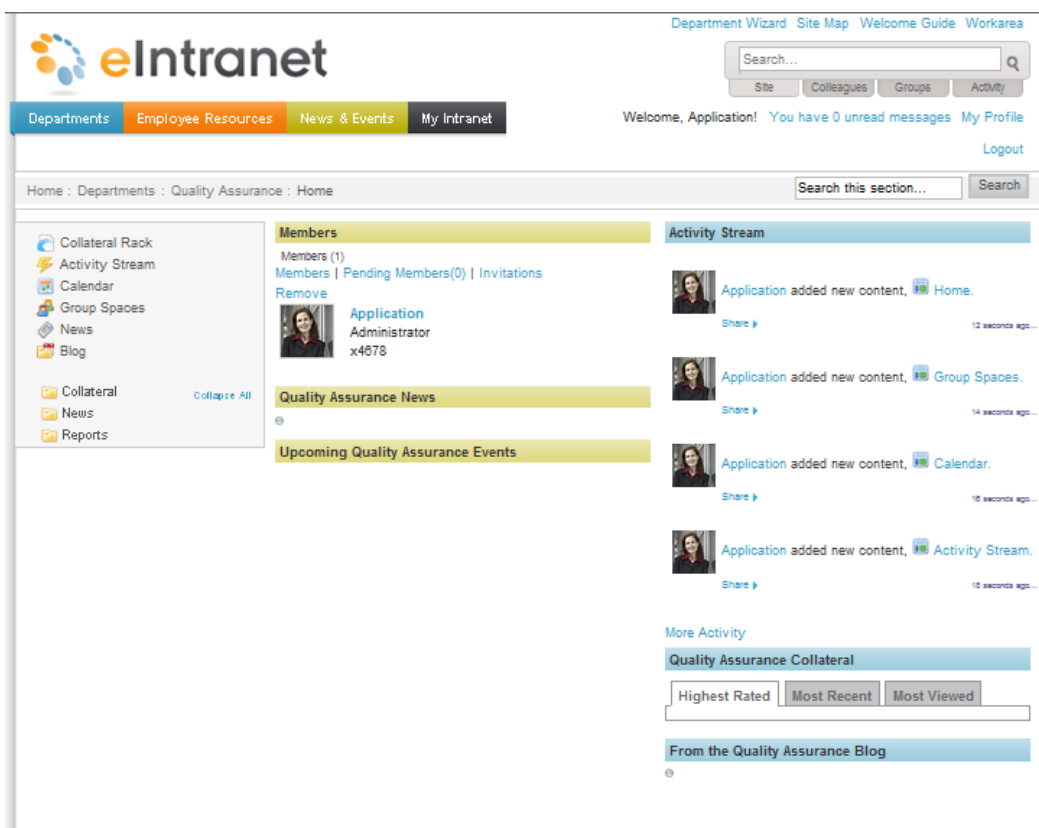 Department Wizard Site Map Welcome Guide Workarea
eIntranet
Search...
Site Colleagues Groups Activity
Departments Employee Resources News & Events My Intranet
Welcome, Application! You have 0 unread messages My Profile
Logout
Home : Departments : Quality Assurance : Home
Search this section... Search
Collateral Rack
Activity Stream
Calendar
Group Spaces
News
Blog
Collateral Collapse All
News
Reports
Members
Members (1)
Members | Pending Members(0) | Invitations
Remove
Application
Administrator
x4678
Quality Assurance News
Upcoming Quality Assurance Events
Activity Stream
Application added new content, Home.
Share 12 seconds ago...
Application added new content, Group Spaces.
Share 14 seconds ago...
Application added new content, Calendar.
Share 16 seconds ago...
Application added new content, Activity Stream.
Share 18 seconds ago...
More Activity
Quality Assurance Collateral
Highest Rated Most Recent Most Viewed
From the Quality Assurance Blog